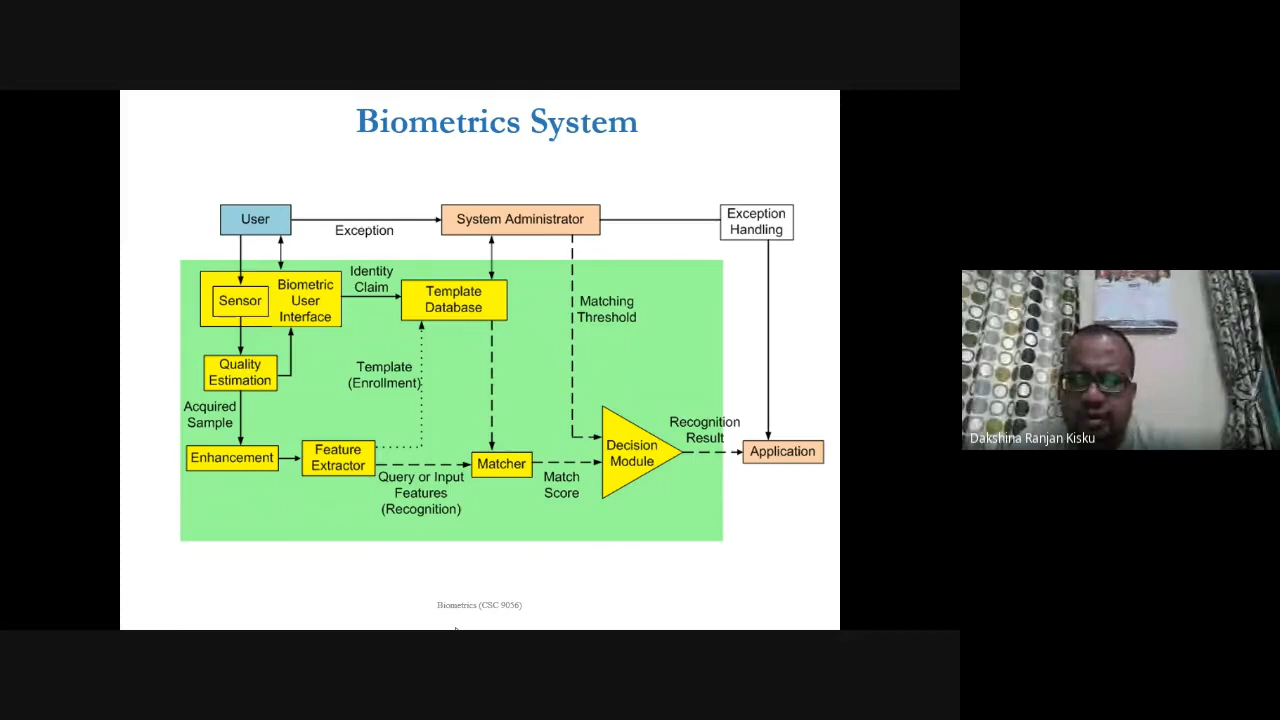 Biometrics System
User
Exception
System Administrator
Exception
Handling
Sensor
Biometric
User
Interface
Identity
Claim
Template
Database
Matching
Threshold
Quality
Estimation
Template
(Enrollment)
Acquired
Sample
Enhancement
Feature
Extractor
Query or Input
Features
(Recognition)
Matcher
Match
Score
Decision
Module
Recognition
Result
Application
Biometrics (CSC 9056)
Dakshina Ranjan Kisku